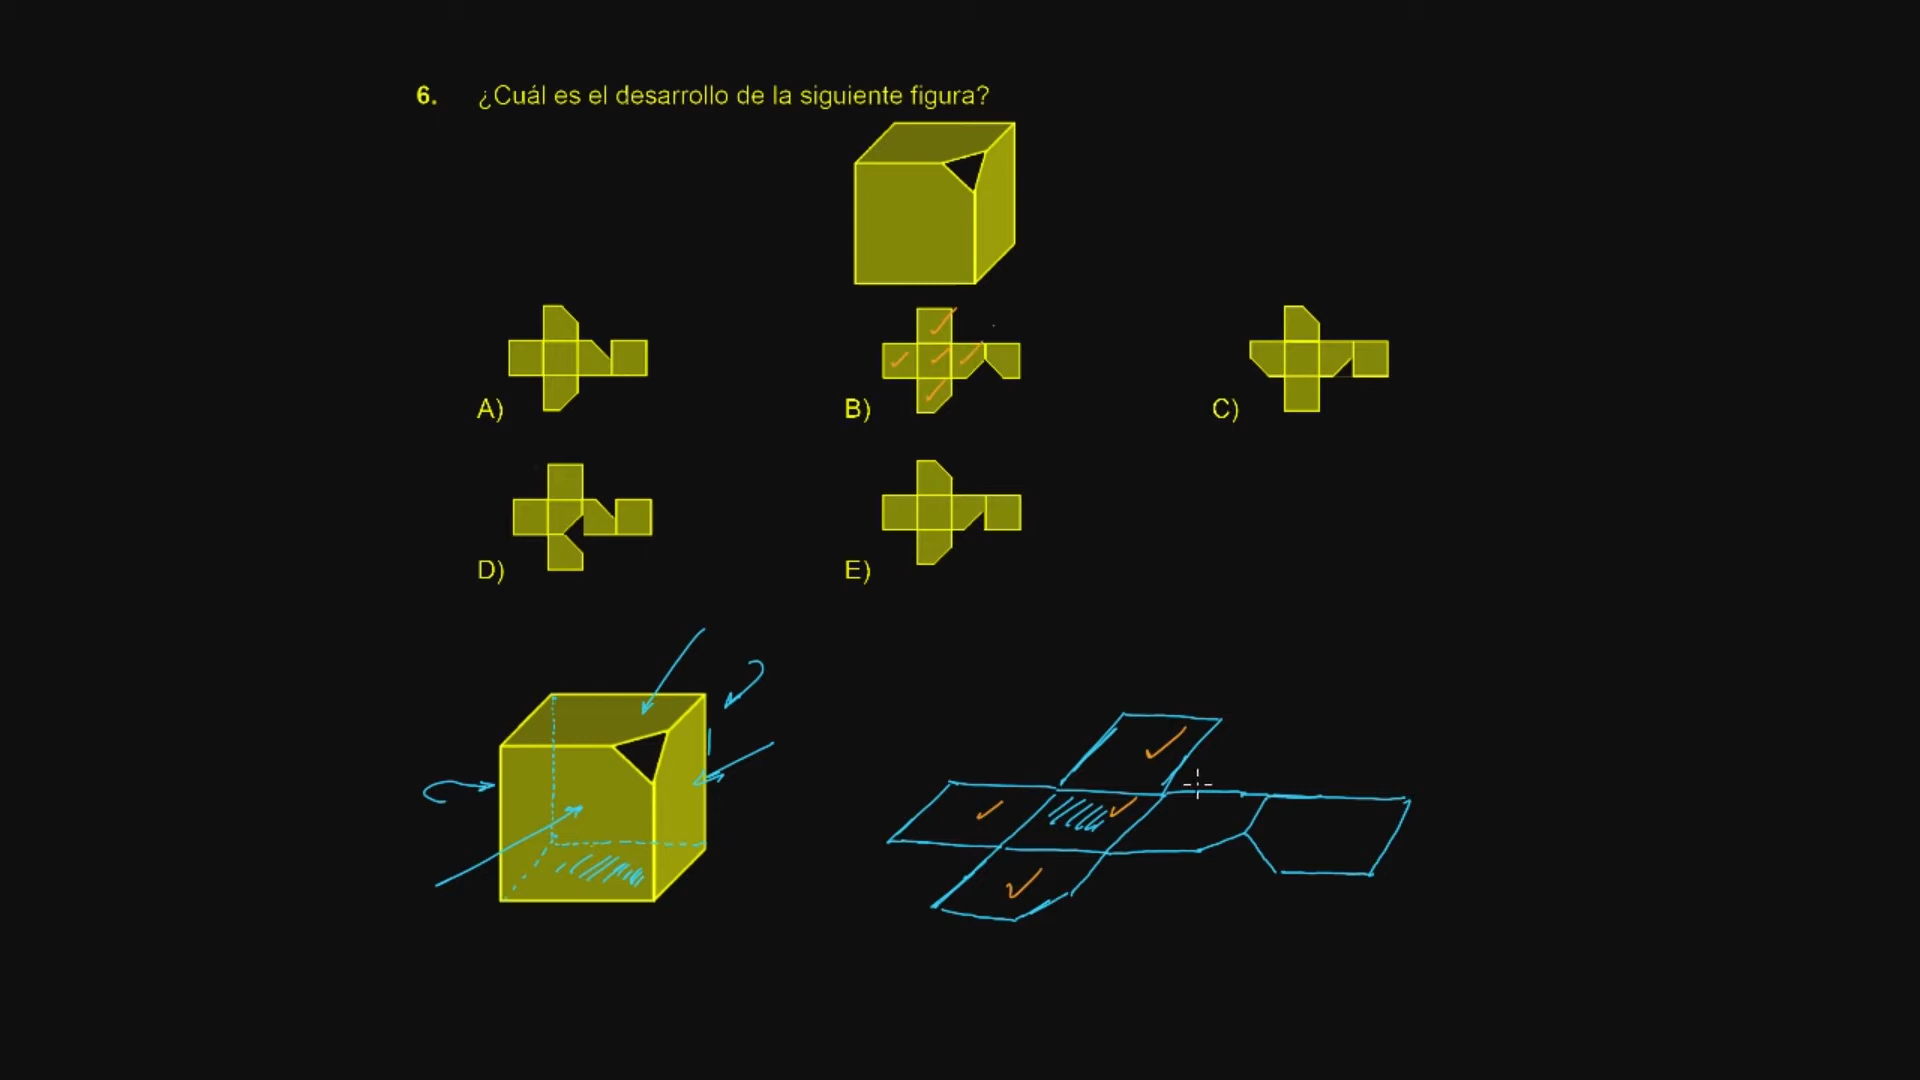 6. ¿Cuál es el desarrollo de la siguiente figura?
A) B) C)
D) E)